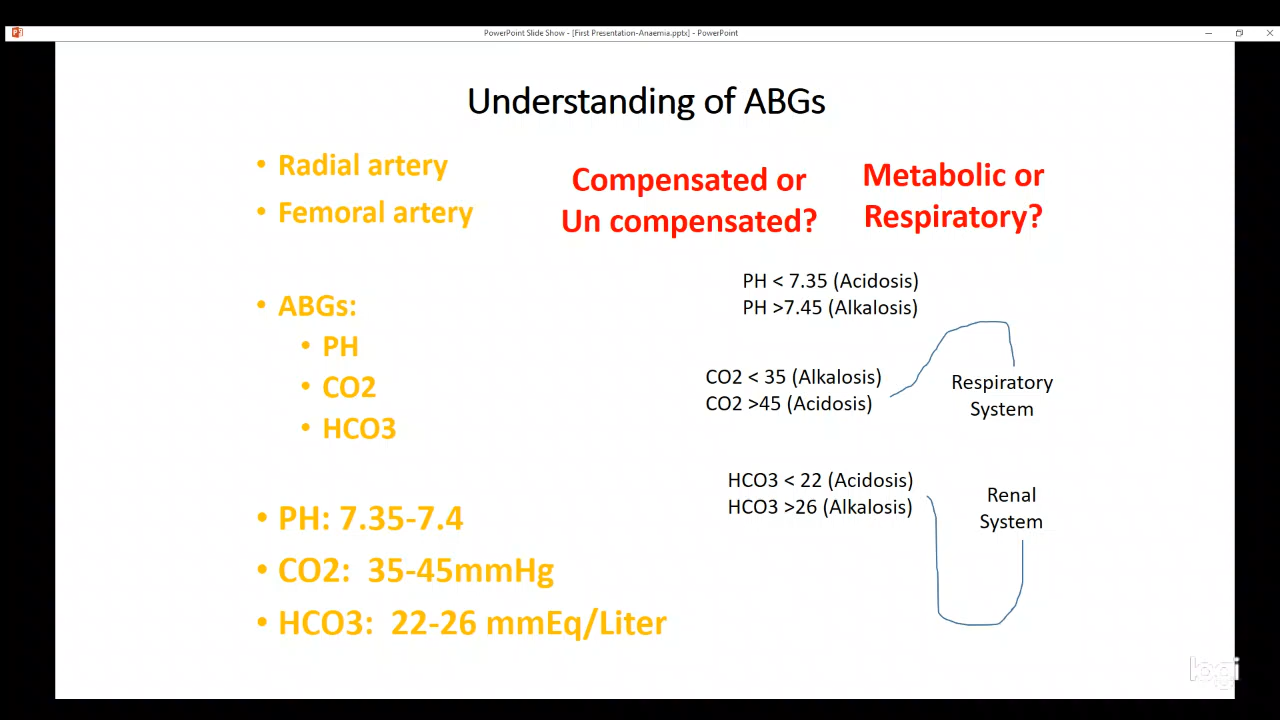 PowerPoint Slide Show - [First Presentation-Anaemia.pptx] - PowerPoint
Understanding of ABGs
• Radial artery
• Femoral artery
Compensated or
Un compensated?
Metabolic or
Respiratory?
• ABGs:
• PH
• CO2
• HCO3
PH < 7.35 (Acidosis)
PH >7.45 (Alkalosis)
CO2 < 35 (Alkalosis)
CO2 >45 (Acidosis)
Respiratory
System
HCO3 < 22 (Acidosis)
HCO3 >26 (Alkalosis)
Renal
System
• PH: 7.35-7.4
• CO2: 35-45mmHg
• HCO3: 22-26 mmEq/Liter
logi